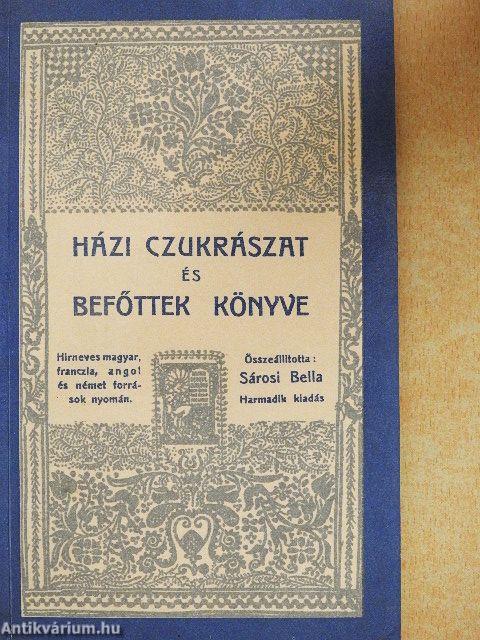 HÁZI CZUKRÁSZAT
ÉS
BEFŐTTEK KÖNYVE
Hirneves magyar,
franczia, angol
és német forrá-
sok nyomán.
Összeállitotta :
Sárosi Bella
Harmadik kiadás
Antikvárium.hu